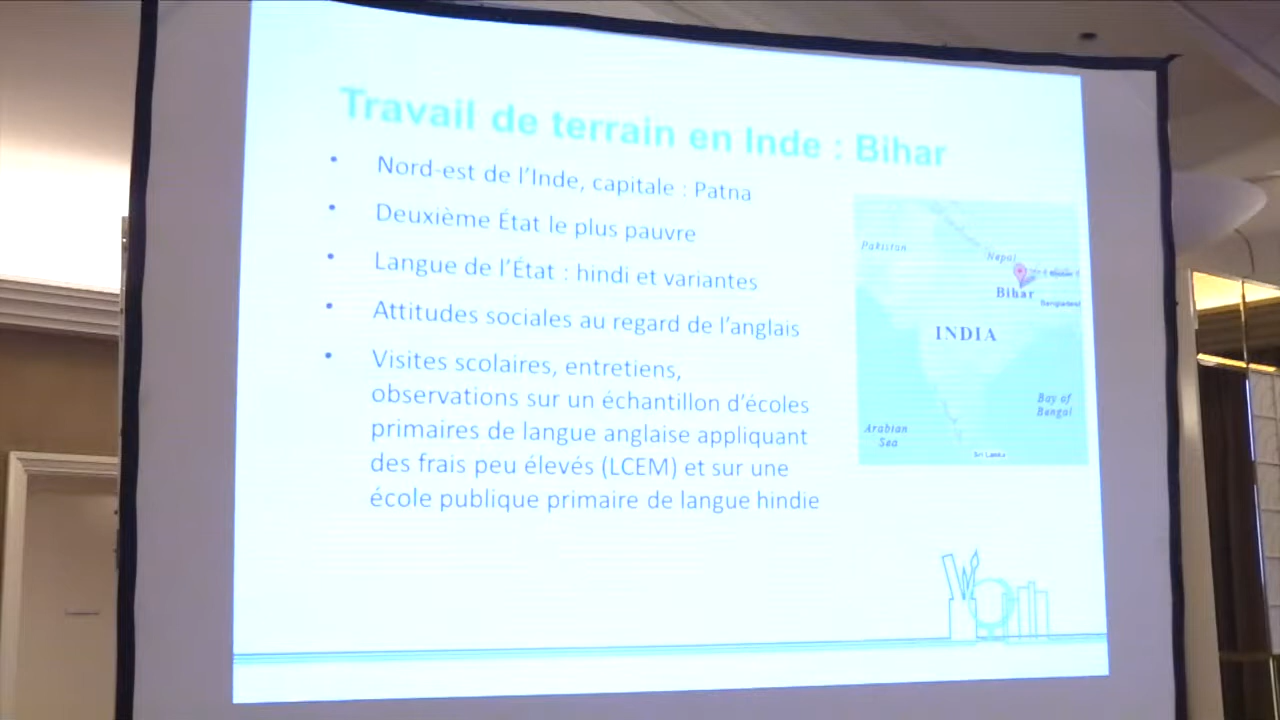 Travail de terrain en Inde : Bihar
• Nord-est de l'Inde, capitale : Patna
• Deuxième État le plus pauvre
• Langue de l'État : hindi et variantes
• Attitudes sociales au regard de l'anglais
• Visites scolaires, entretiens,
observations sur un échantillon d'écoles
primaires de langue anglaise appliquant
des frais peu élevés (LCEM) et sur une
école publique primaire de langue hindie
Pakistan
Nepal
Bihar
Bangladesh
INDIA
Bay of
Bengal
Arabian
Sea
Sri Lanka